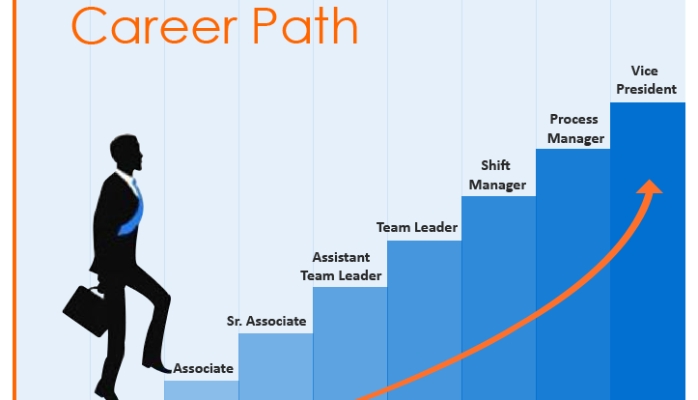 Career Path
Vice
President
Process
Manager
Shift
Manager
Team Leader
Assistant
Team Leader
Sr. Associate
Associate